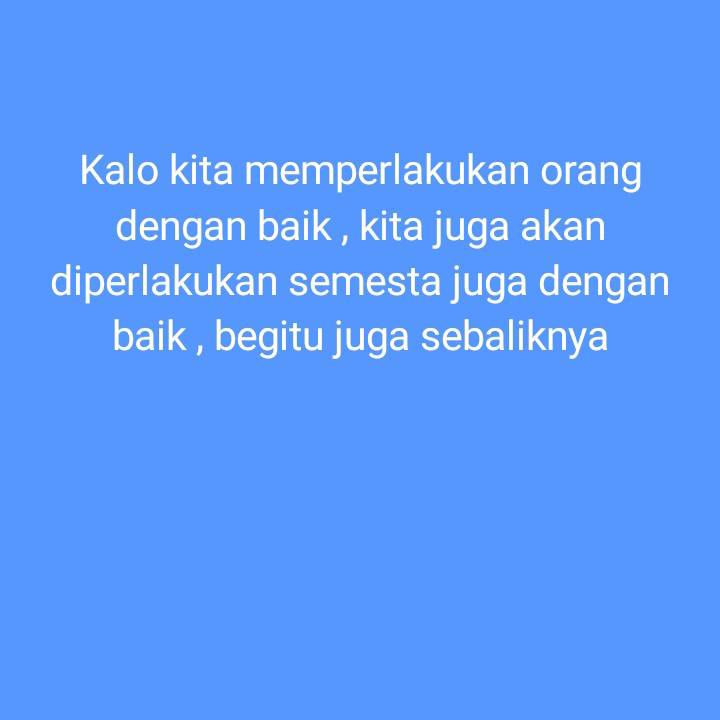 Kalo kita memperlakukan orang
dengan baik , kita juga akan
diperlakukan semesta juga dengan
baik , begitu juga sebaliknya